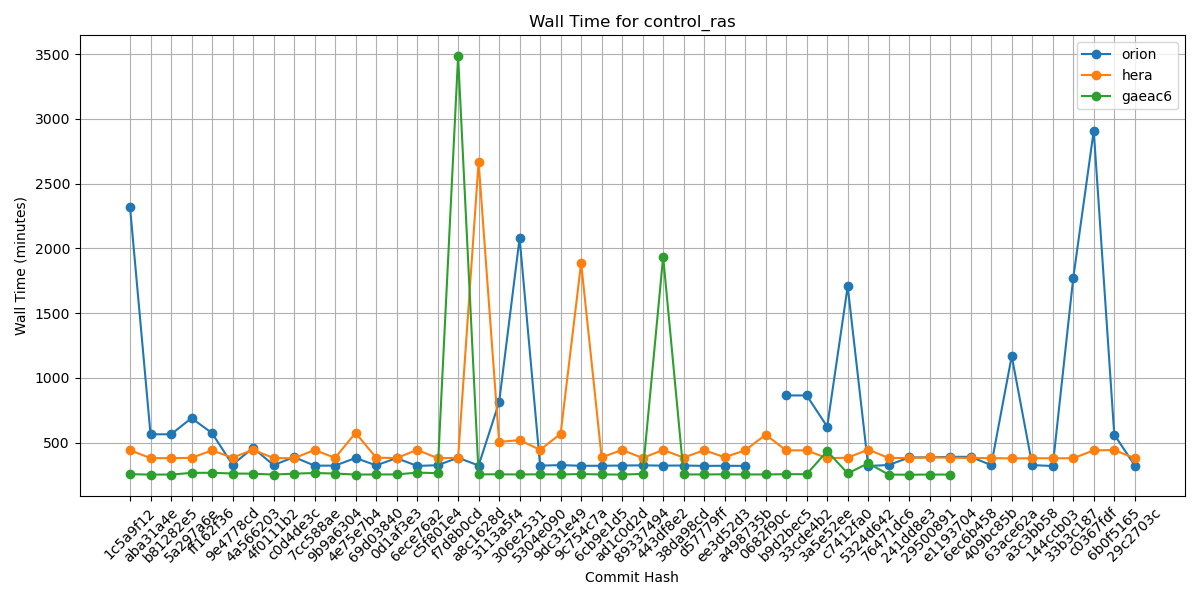 Wall Time for control_ras
orion
hera
gaeac6
Wall Time (minutes)
3500
3000
2500
2000
1500
1000
500
1c5a9f12
aba31a4e
b81282e5
5a297a6e
ff162f36
9e4778cd
4a566203
4f0111b2
c0d4de3c
7cc588ae
9b9a6304
4e75e7b4
69d03840
0d1af3e3
6ece76a2
c5f801e4
f7d8b0cd
a8c1628d
3113a5f4
306e2531
5304e090
9dc31e49
9c754c7a
6cb9e1d5
ad1c0d2d
89337494
443df8e2
38da98cd
d57779ff
ee3d52d3
a498735b
0682f90c
b9d2bec5
33cde4b2
3a5e52ee
c7412fa0
5324d642
76471dc6
241dd8e3
29500891
e1193704
6ec6b458
409bc85b
63ace62a
a3c3bb58
144ccb03
33b3c187
c0367fdf
6b0f5165
29c2703c
Commit Hash